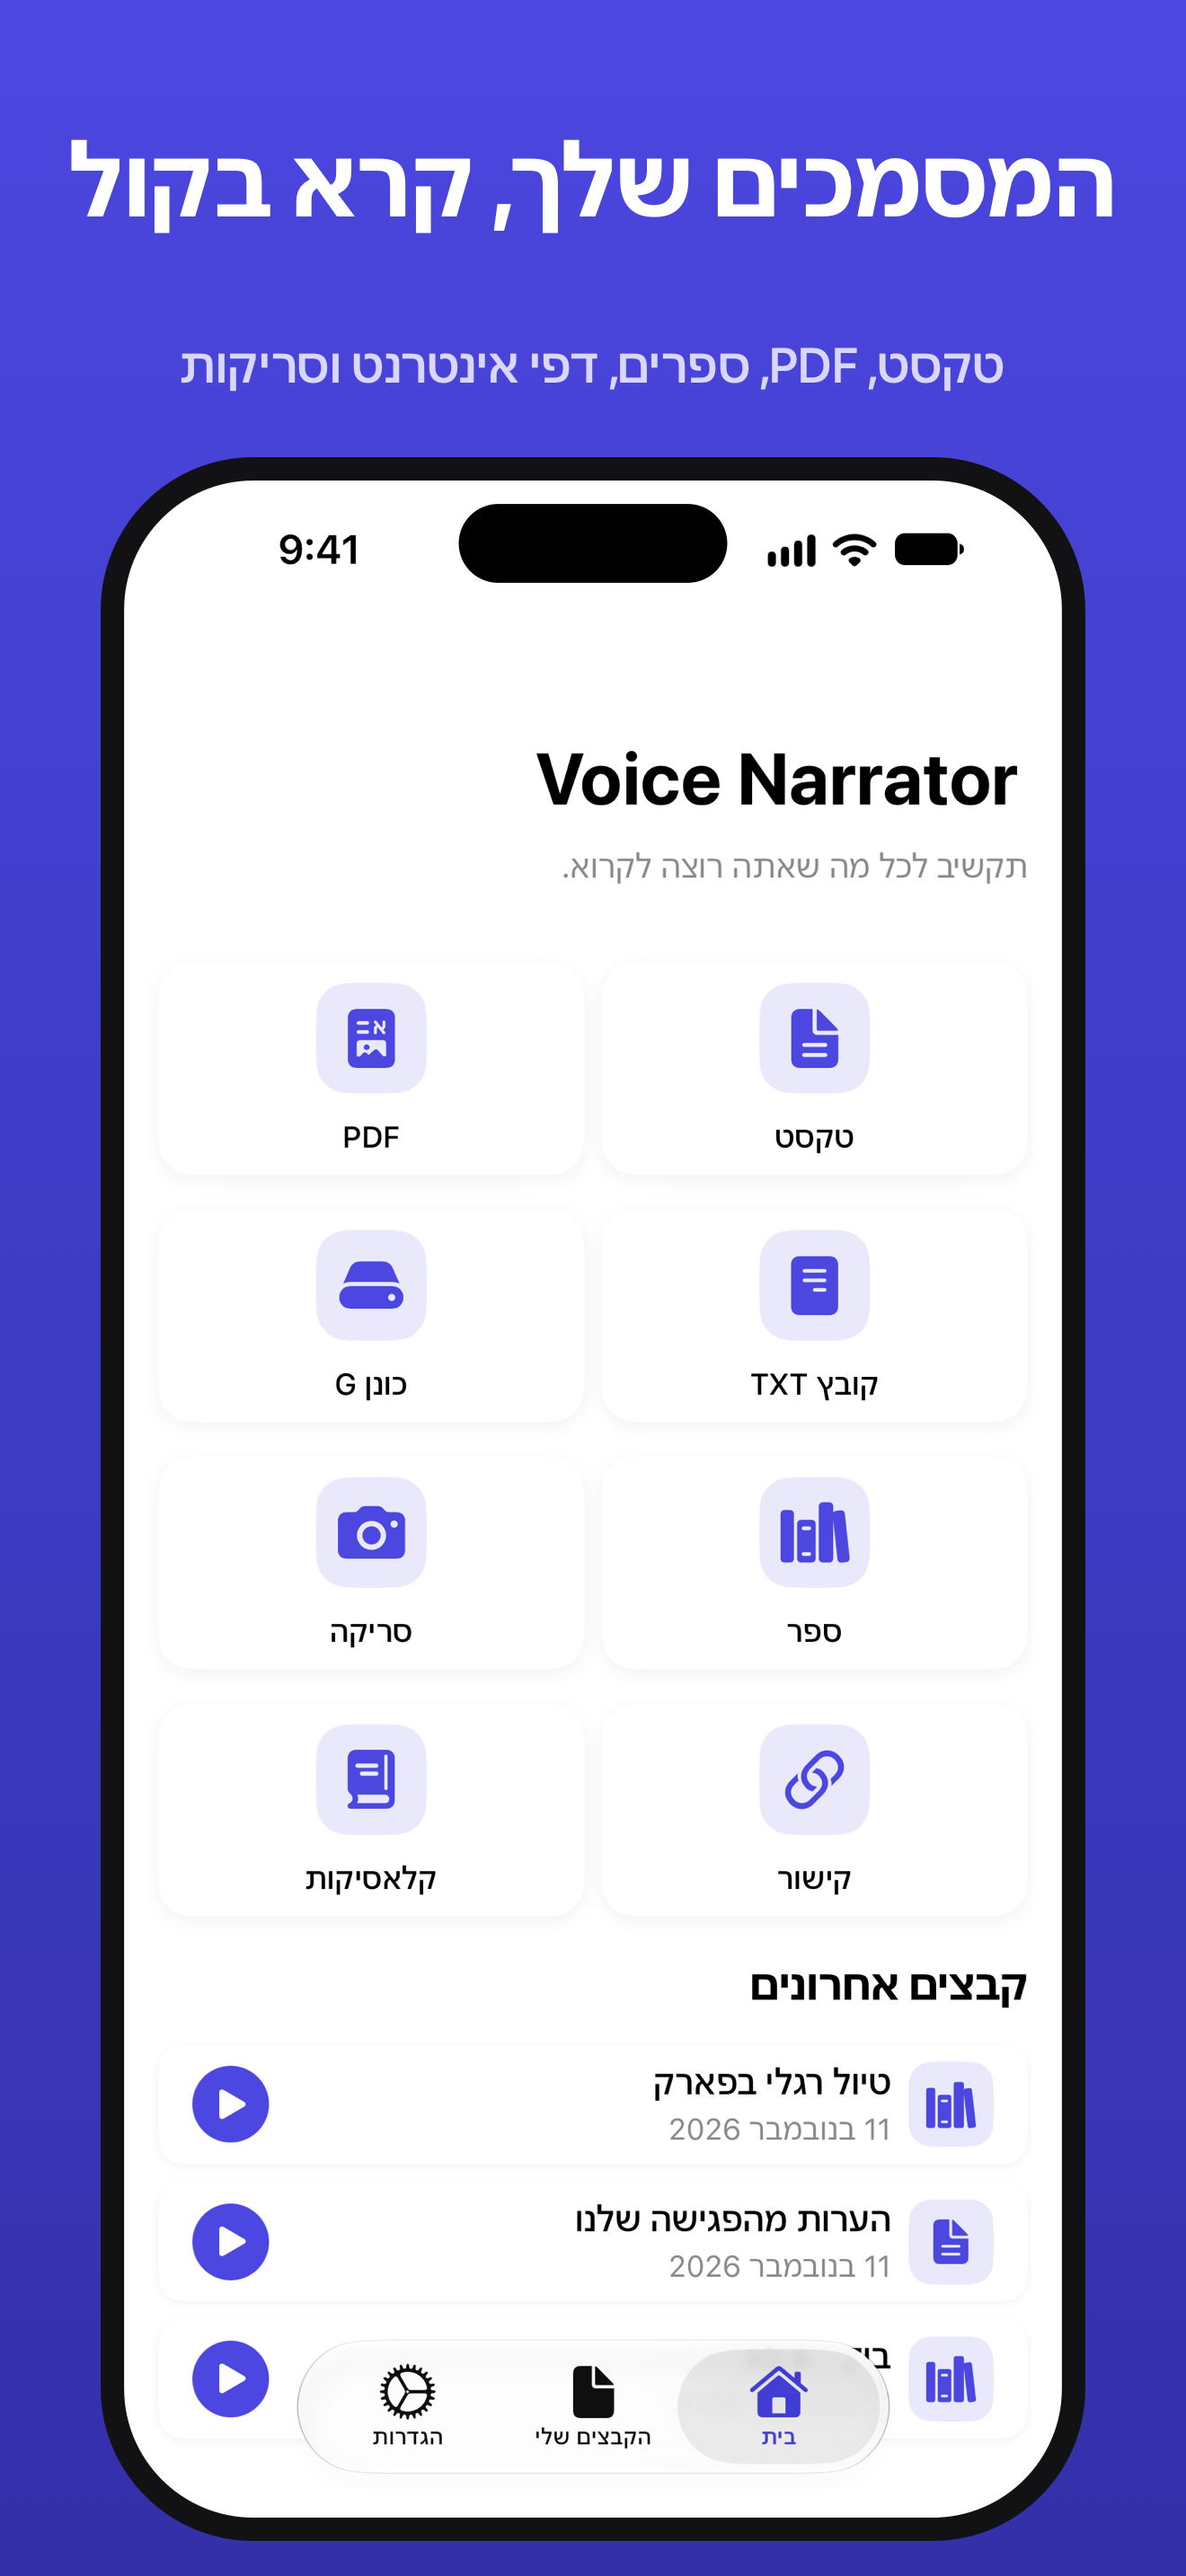 המסמכים שלך, קרא בקול
טקסט, PDF, ספרים, דפי אינטרנט וסריקות
9:41
Voice Narrator
תקשיב לכל מה שאתה רוצה לקרוא.
טקסט
PDF
קובץ TXT
כונן G
ספר
סריקה
קישור
קלאסיקות
קבצים אחרונים
טיול רגלי בפארק
11 בנובמבר 2026
הערות מהפגישה שלנו
11 בנובמבר 2026
בית
הקבצים שלי
הגדרות